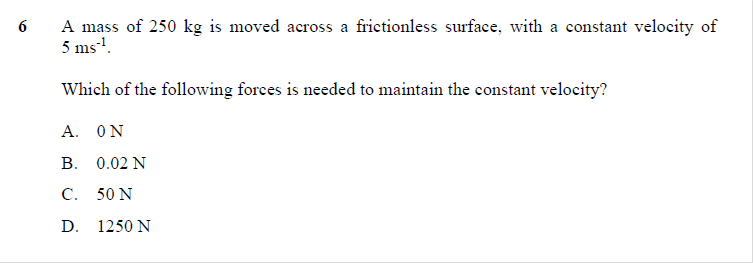 6 A mass of 250 kg is moved across a frictionless surface, with a constant velocity of
5 ms⁻¹.
Which of the following forces is needed to maintain the constant velocity?
A. 0 N
B. 0.02 N
C. 50 N
D. 1250 N